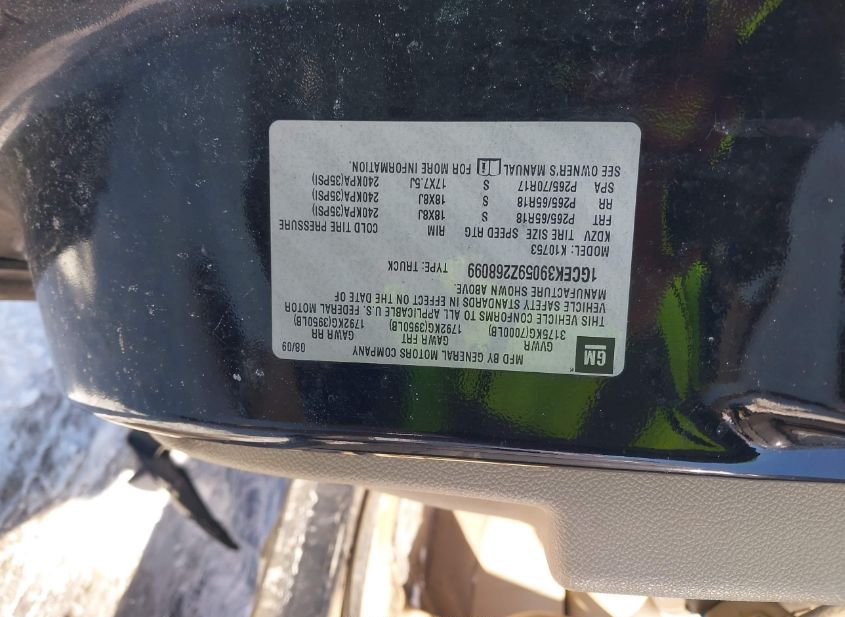 GM
MFD BY GENERAL MOTORS CORPORATION 08/09
GVWR GAWR FRT GAWR RR
3175KG(7000LB) 1792KG(3950LB) 1792KG(3950LB)
THIS VEHICLE CONFORMS TO ALL APPLICABLE U.S. FEDERAL MOTOR
VEHICLE SAFETY STANDARDS IN EFFECT ON THE DATE OF
MANUFACTURE SHOWN ABOVE.
1GCEK39059Z268099 TYPE: TRUCK
MODEL: K10753
KDZV TIRE SIZE SPEED RTG RIM COLD TIRE PRESSURE
FRT P265/65R18 S 18X8J 240KPA(35PSI)
RR P265/65R18 S 18X8J 240KPA(35PSI)
SPA P265/70R17 S 17X7.5J 240KPA(35PSI)
SEE OWNER'S MANUAL FOR MORE INFORMATION.